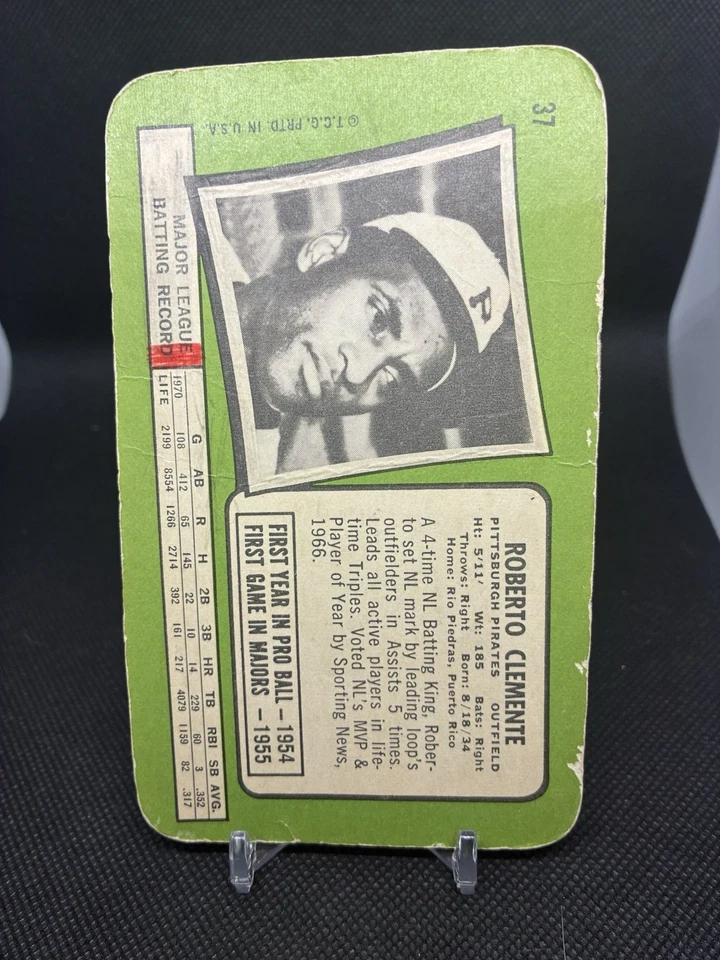 37
© T.C.G. PRTD. IN U.S.A.
P
ROBERTO CLEMENTE
PITTSBURGH PIRATES OUTFIELD
Ht: 5/11' Wt: 185 Bats: Right
Throws: Right Born: 8/18/34
Home: Rio Piedras, Puerto Rico
A 4-time NL Batting King, Rober-
to set NL mark by leading loop's
outfielders in Assists 5 times.
Leads all active players in life-
time Triples. Voted NL's MVP &
Player of Year by Sporting News,
1966.
FIRST YEAR IN PRO BALL — 1954
FIRST GAME IN MAJORS — 1955
MAJOR LEAGUE
BATTING RECORD
G AB R H 2B 3B HR TB RBI SB AVG.
1970 108 412 65 145 22 10 14 229 60 3 .352
LIFE 2199 8554 1266 2714 392 161 217 4079 1159 82 .317